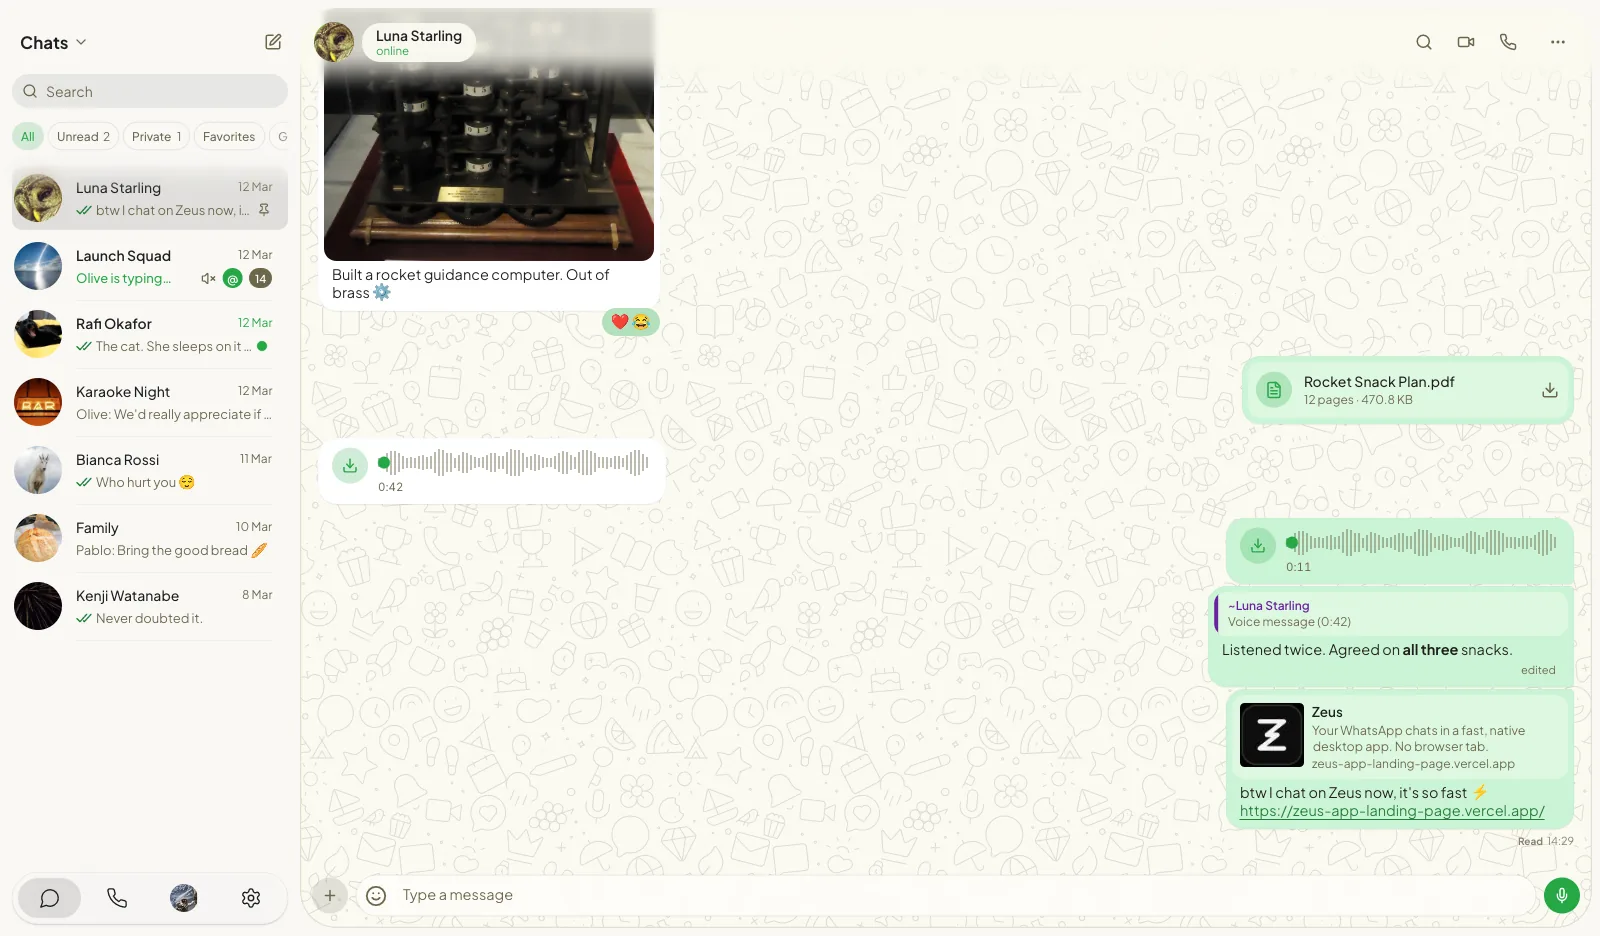 Chats
Search
All
Unread 2
Private 1
Favorites
G
Luna Starling
12 Mar
btw I chat on Zeus now, i...
Launch Squad
12 Mar
Olive is typing...
@
14
Rafi Okafor
12 Mar
The cat. She sleeps on it ...
Karaoke Night
12 Mar
Olive: We'd really appreciate if ...
Bianca Rossi
11 Mar
Who hurt you 😌
Family
10 Mar
Pablo: Bring the good bread 🥖
Kenji Watanabe
8 Mar
Never doubted it.
Luna Starling
online
Built a rocket guidance computer. Out of
brass ⚙️
❤️😂
Rocket Snack Plan.pdf
12 pages · 470.8 KB
0:42
0:11
~Luna Starling
Voice message (0:42)
Listened twice. Agreed on all three snacks.
edited
Zeus
Your WhatsApp chats in a fast, native
desktop app. No browser tab.
zeus-app-landing-page.vercel.app
btw I chat on Zeus now, it's so fast ⚡
https://zeus-app-landing-page.vercel.app/
Read 14:29
Type a message